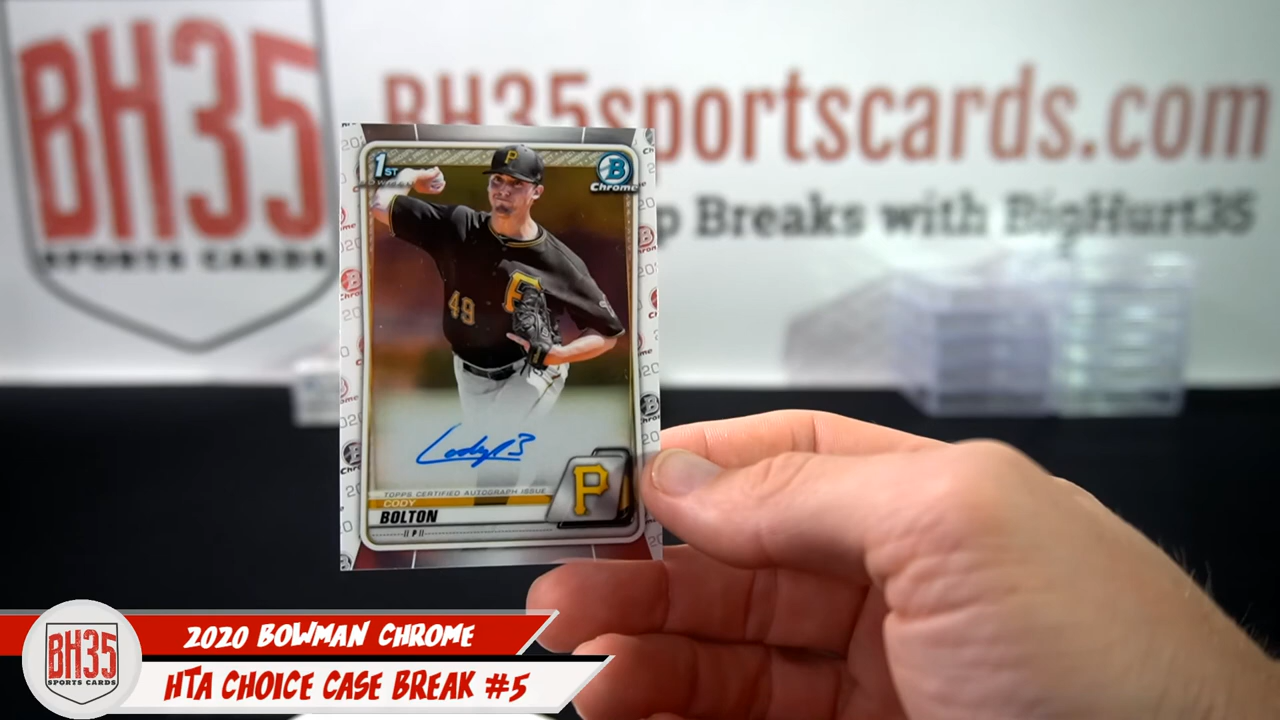 BH35
SPORTS CARDS
BH35sportscards.com
Breaks with BigHurt35
1ST
B
Chrome
P
49
P
CodyB
TOPPS CERTIFIED AUTOGRAPH ISSUE
CODY
BOLTON
P
P
BH35
SPORTS CARDS
2020 BOWMAN CHROME
HTA CHOICE CASE BREAK #5